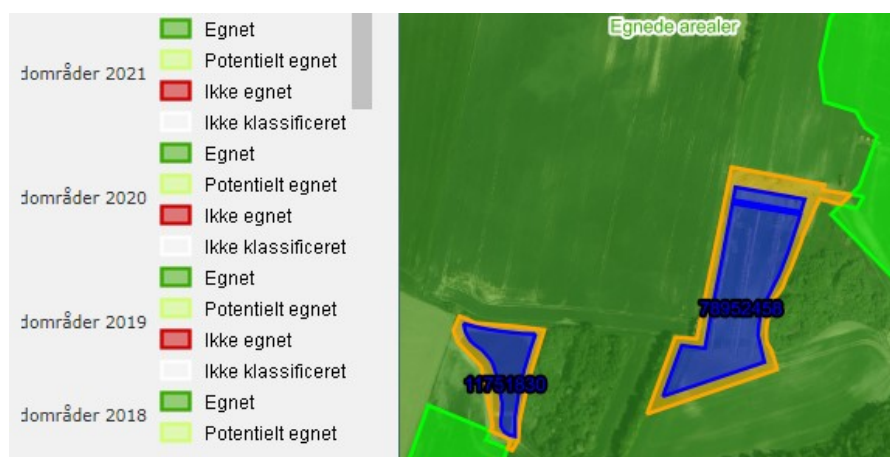 Egnet
Potentielt egnet
dområder 2021
Ikke egnet
Ikke klassificeret
Egnet
Potentielt egnet
dområder 2020
Ikke egnet
Ikke klassificeret
Egnet
Potentielt egnet
dområder 2019
Ikke egnet
Ikke klassificeret
Egnet
dområder 2018
Potentielt egnet
Egnede arealer
78952458
11751830